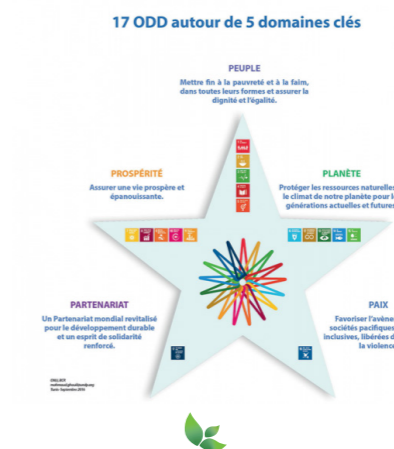 17 ODD autour de 5 domaines clés
PEUPLE
Mettre fin à la pauvreté et à la faim,
dans toutes leurs formes et assurer la
dignité et l'égalité.
PROSPÉRITÉ
Assurer une vie prospère et
épanouissante.
PLANÈTE
Protéger les ressources naturelles
le climat de notre planète pour
générations actuelles et future
PARTENARIAT
Un Partenariat mondial revitalisé
pour le développement durable
et un esprit de solidarité
renforcé.
PAIX
Favoriser
sociétés pacifiques
inclusives, libérées
la violence